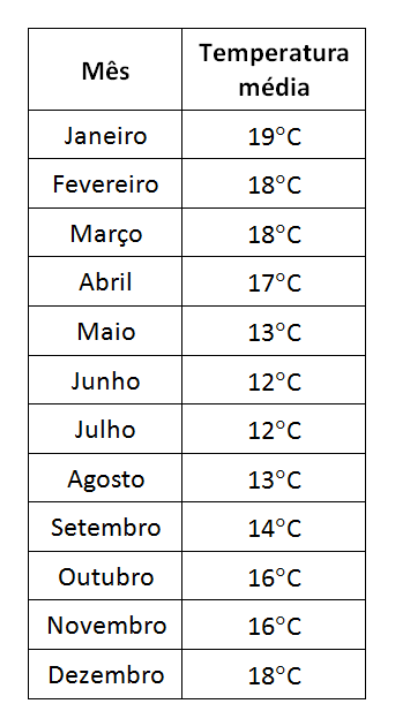 Mês Temperatura média
Janeiro 19°C
Fevereiro 18°C
Março 18°C
Abril 17°C
Maio 13°C
Junho 12°C
Julho 12°C
Agosto 13°C
Setembro 14°C
Outubro 16°C
Novembro 16°C
Dezembro 18°C